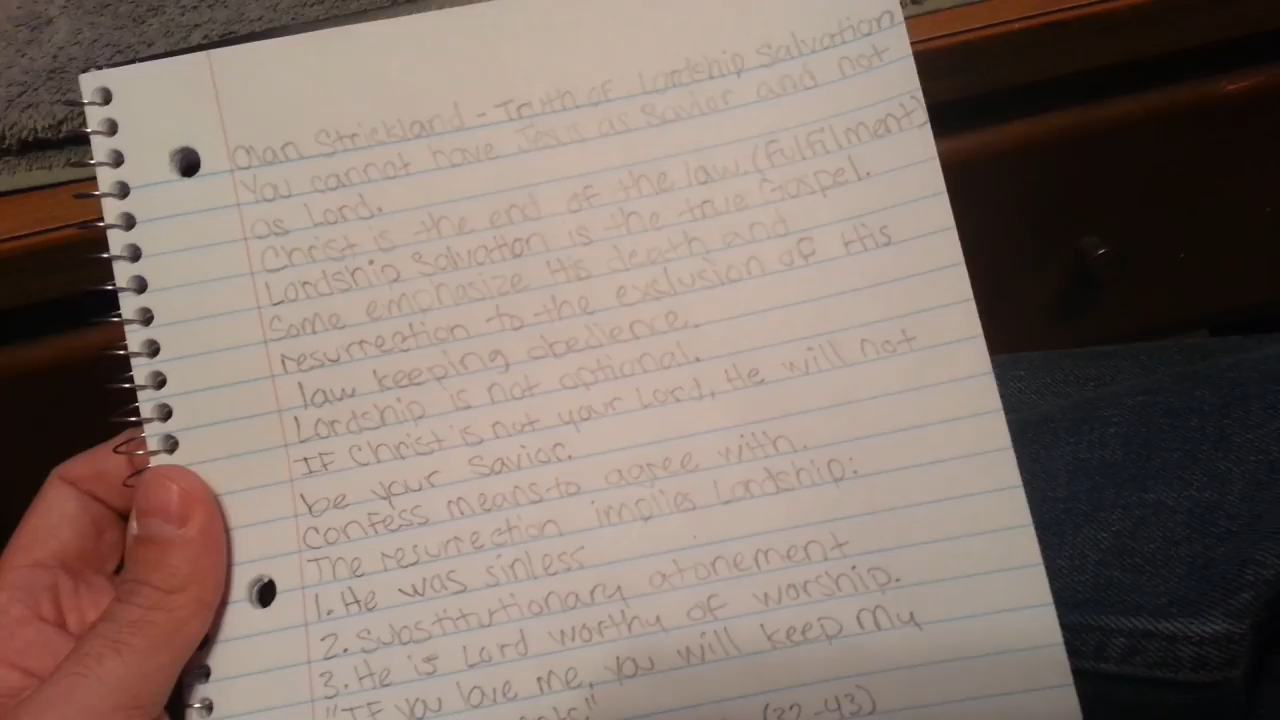 Strickland - Truth of Lordship Salvation
You cannot have Jesus as Savior and not
as Lord.
Christ is the end of the law. (Fulfilment)
Lordship Salvation is the true Gospel.
Some emphasize His death and
resurrection to the exclusion of His
law keeping obedience.
Lordship is not optional.
IF Christ is not your Lord, He will not
be your Savior.
Confess means to agree with.
The resurrection implies Lordship:
1. He was sinless
2. Substitutionary atonement
3. He is Lord worthy of worship.
"IF you love me, you will keep My
(22-43)